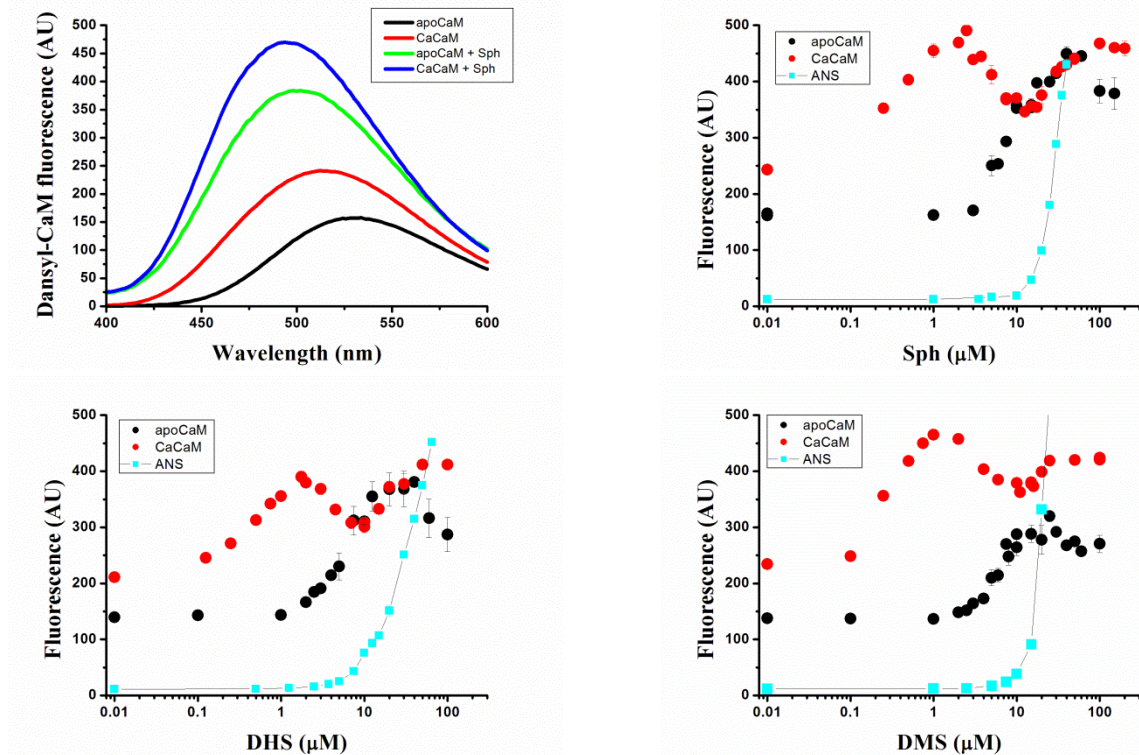 Dansyl-CaM fluorescence (AU)
500
450
400
350
300
250
200
150
100
50
0
400
450
500
550
600
Wavelength (nm)
apoCaM
CaCaM
apoCaM + Sph
CaCaM + Sph
Fluorescence (AU)
500
400
300
200
100
0
0.01
0.1
1
10
100
Sph (μM)
apoCaM
CaCaM
ANS
Fluorescence (AU)
500
400
300
200
100
0
0.01
0.1
1
10
100
DHS (μM)
apoCaM
CaCaM
ANS
Fluorescence (AU)
500
400
300
200
100
0
0.01
0.1
1
10
100
DMS (μM)
apoCaM
CaCaM
ANS